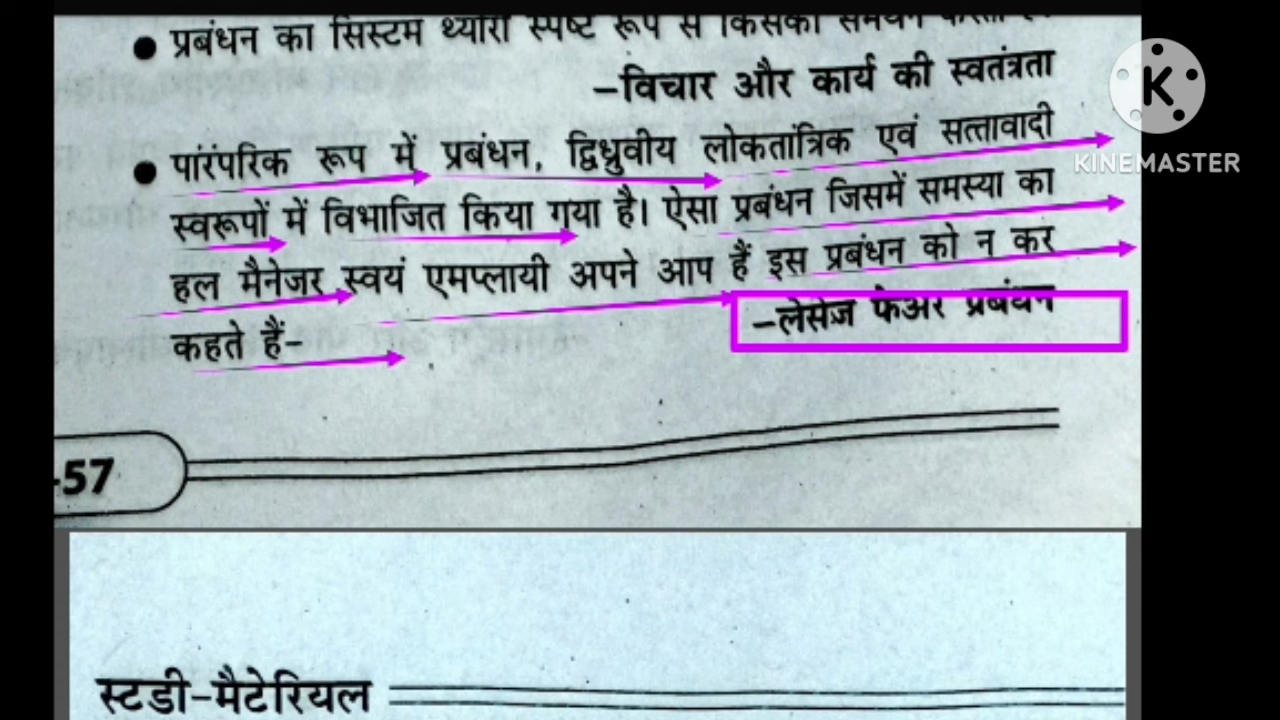 ● प्रबंधन का सिस्टम थ्योरी स्पष्ट रूप से किसका समर्थन
–विचार और कार्य की स्वतंत्रता
● पांरंपरिक रूप में प्रबंधन, द्विध्रुवीय लोकतांत्रिक एवं सत्तावादी
स्वरूपों में विभाजित किया गया है। ऐसा प्रबंधन जिसमें समस्या का
हल मैनेजर स्वयं एमप्लायी अपने आप हैं इस प्रबंधन को न कर
कहते हैं–
–लेसेज फेअर प्रबंधन
-57
स्टडी-मैटेरियल
K
KINEMASTER